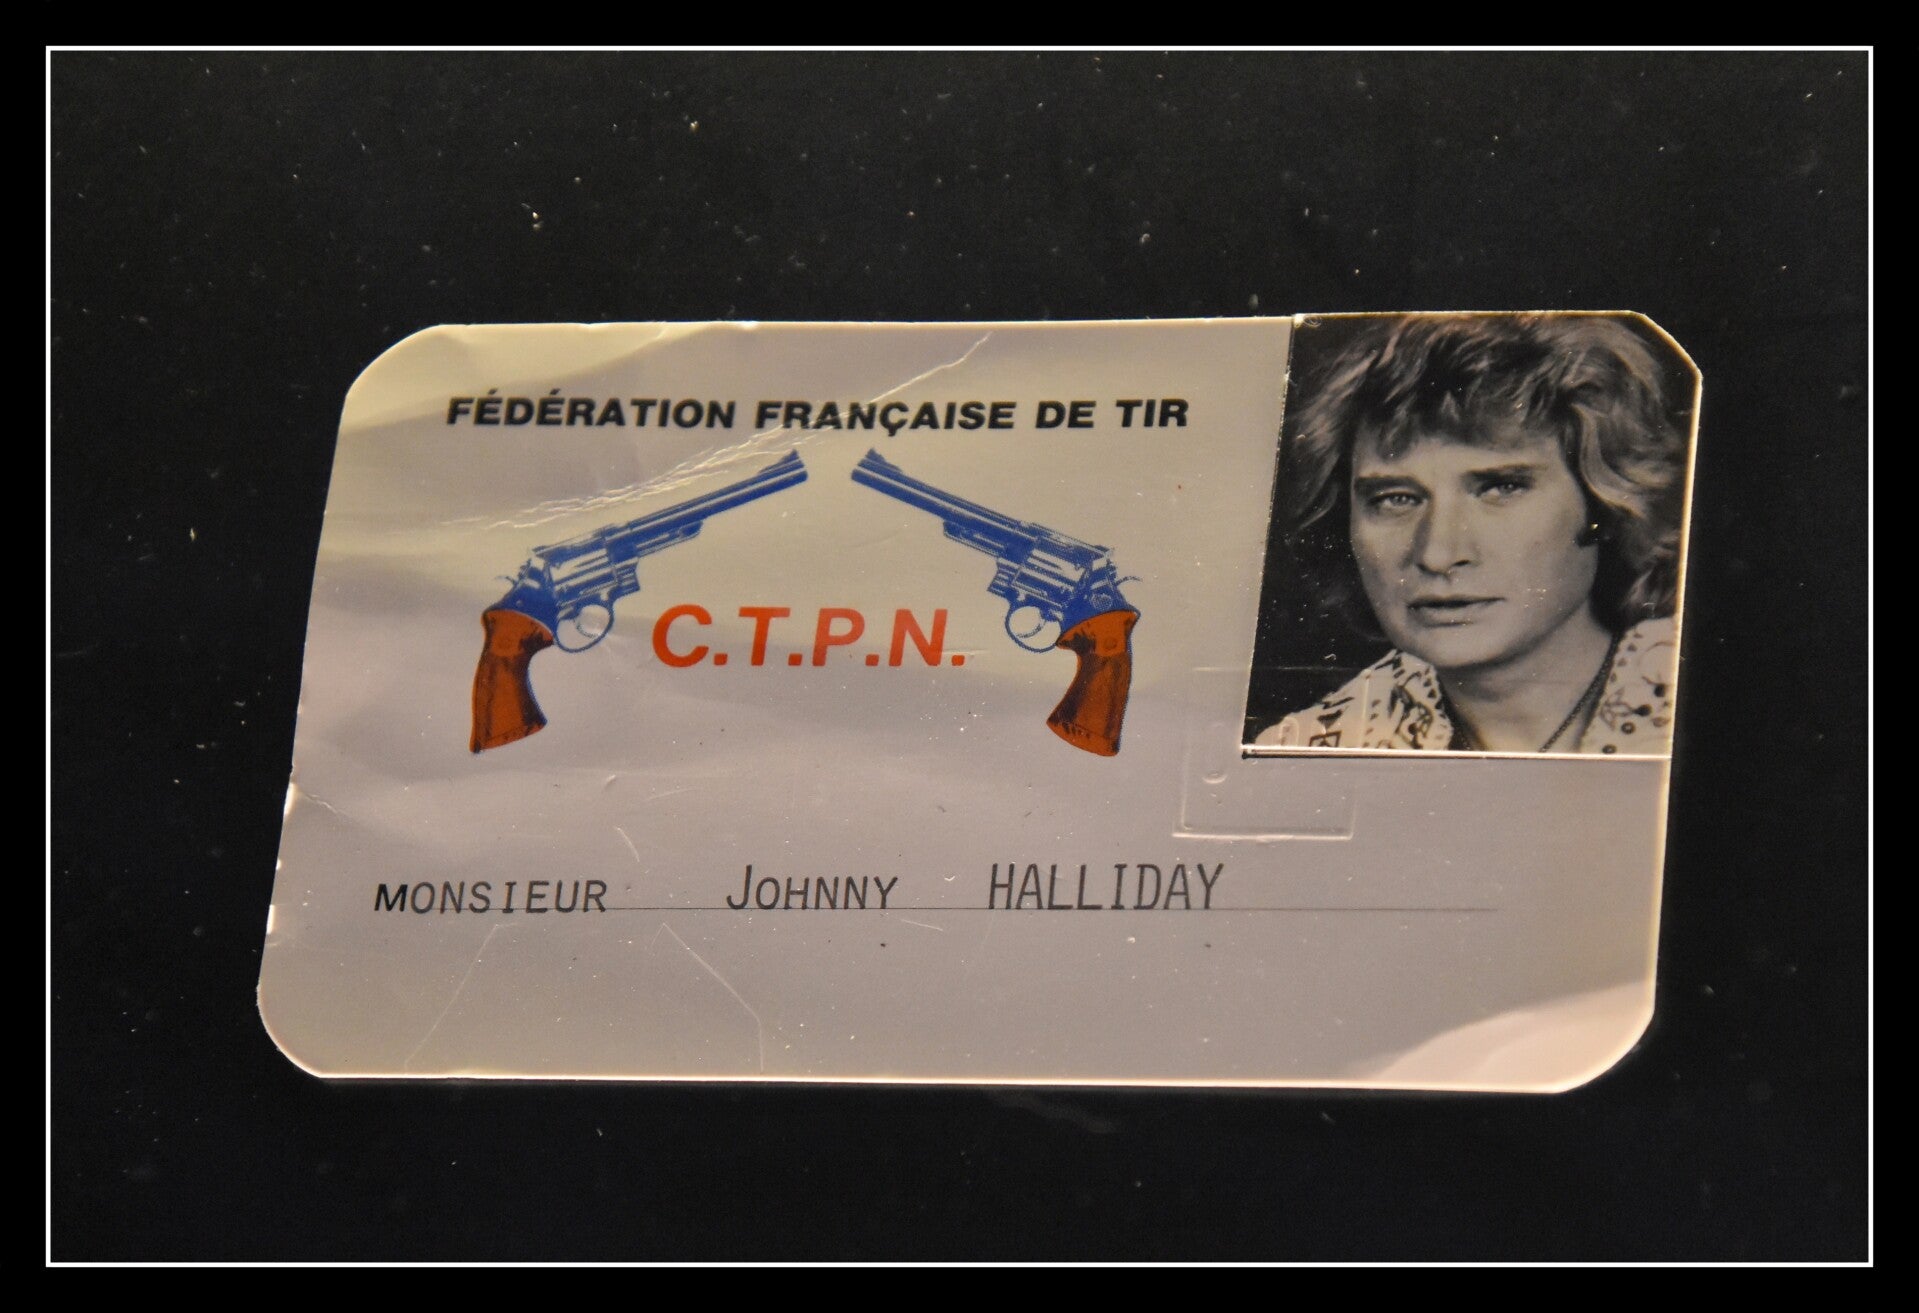 FÉDÉRATION FRANÇAISE DE TIR
C.T.P.N.
MONSIEUR JOHNNY HALLIDAY